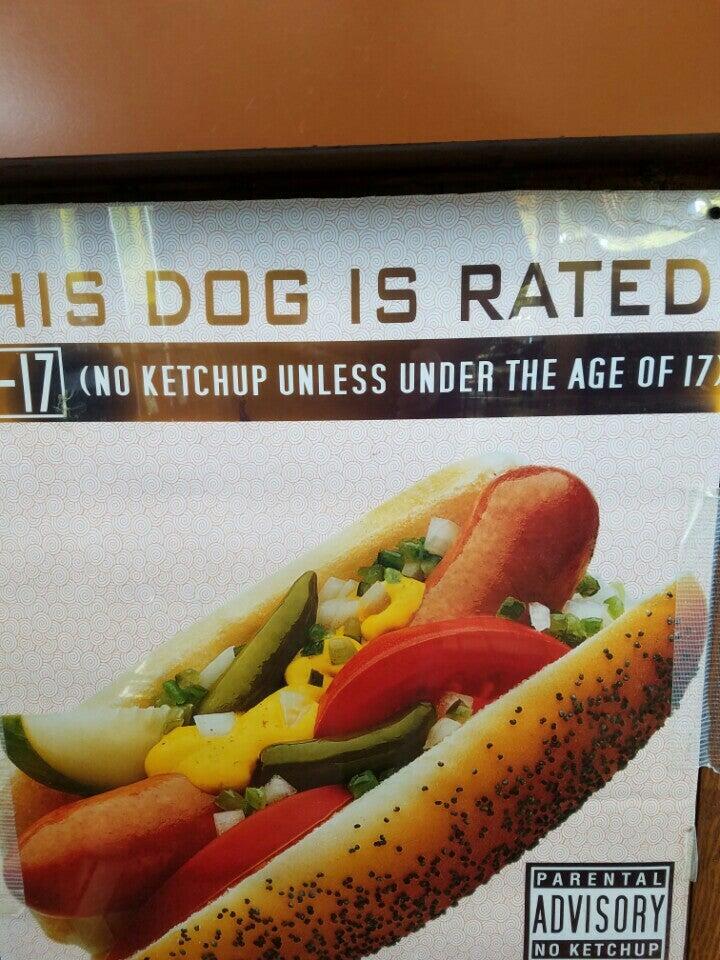 HIS DOG IS RATED
-17 (NO KETCHUP UNLESS UNDER THE AGE OF 17)
PARENTAL
ADVISORY
NO KETCHUP